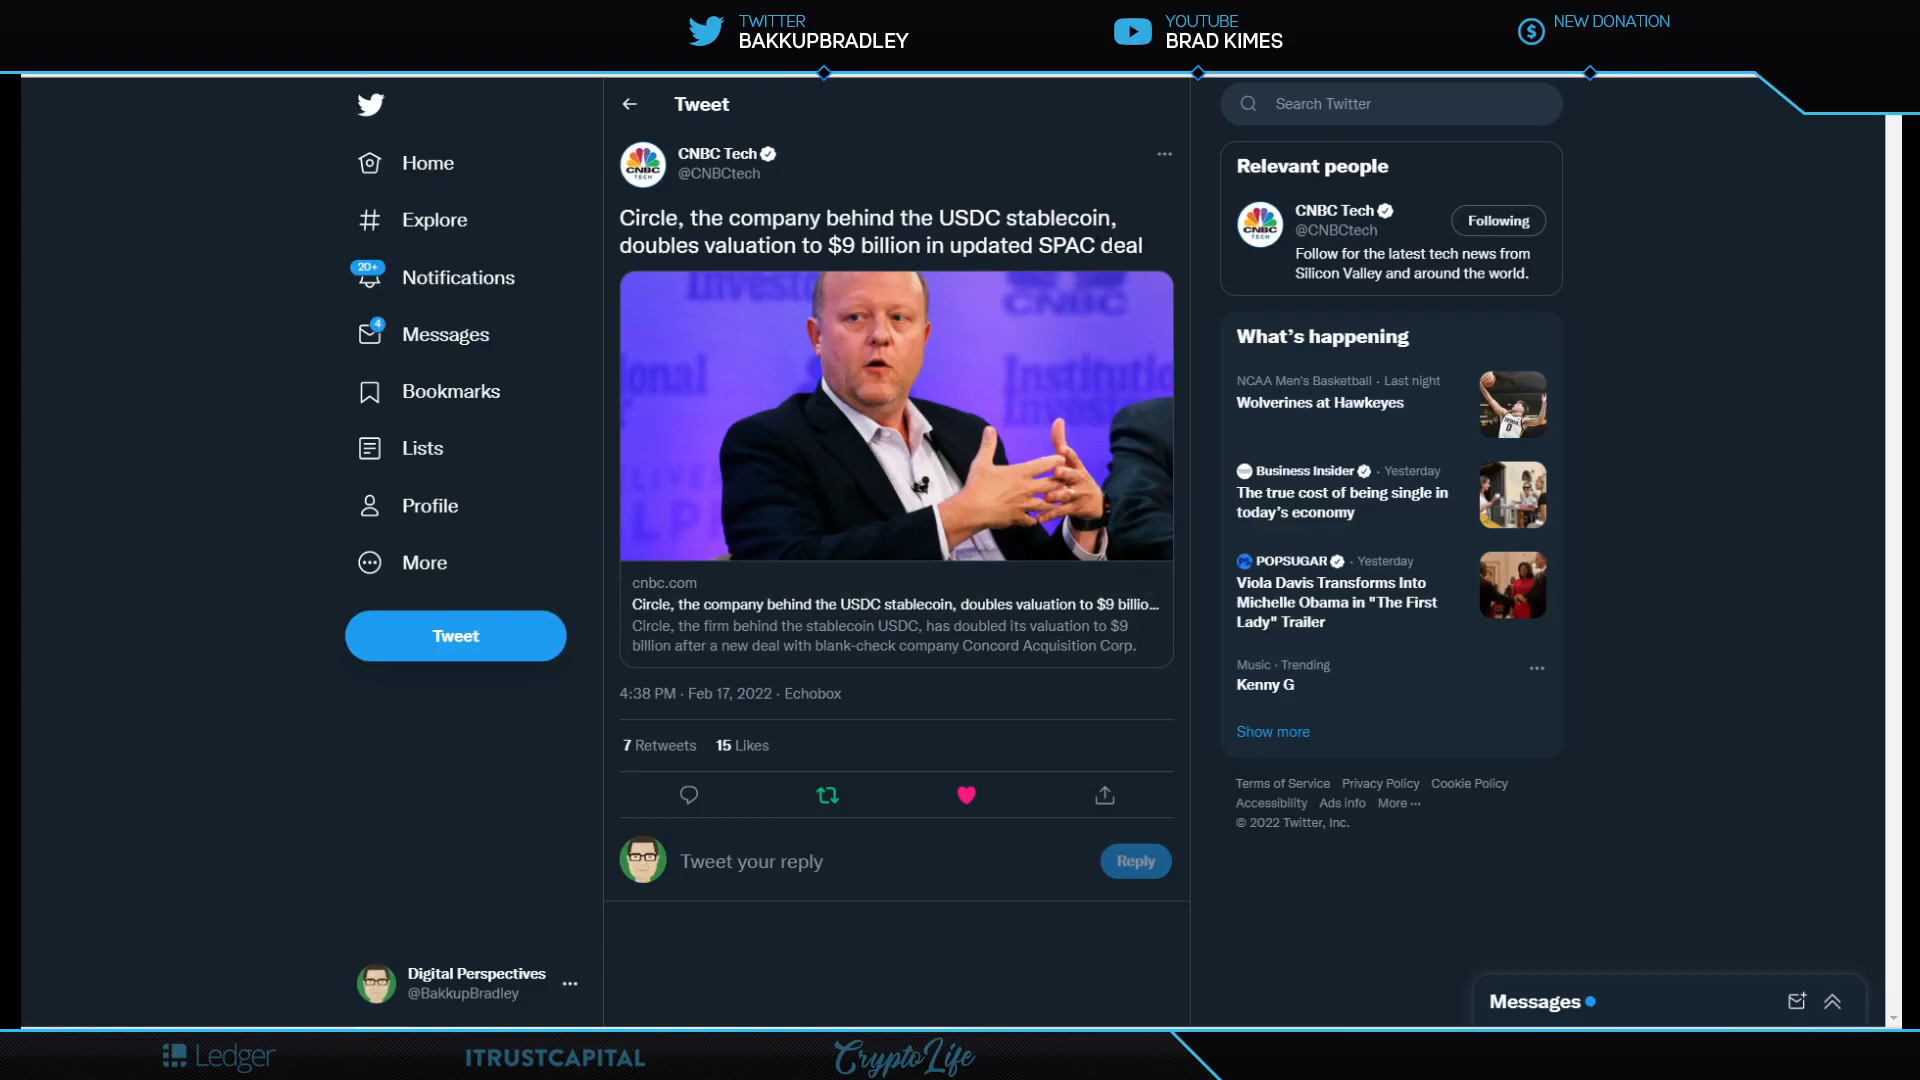 TWITTER
BAKKUPBRADLEY
YOUTUBE
BRAD KIMES
NEW DONATION
Home
Explore
20+
Notifications
4
Messages
Bookmarks
Lists
Profile
More
Tweet
Digital Perspectives
@BakkupBradley
Tweet
CNBC Tech
@CNBCtech
Circle, the company behind the USDC stablecoin,
doubles valuation to $9 billion in updated SPAC deal
CNBC
cnbc.com
Circle, the company behind the USDC stablecoin, doubles valuation to $9 billio...
Circle, the firm behind the stablecoin USDC, has doubled its valuation to $9
billion after a new deal with blank-check company Concord Acquisition Corp.
4:38 PM · Feb 17, 2022 · Echobox
7 Retweets 15 Likes
Tweet your reply
Reply
Search Twitter
Relevant people
CNBC Tech
@CNBCtech
Following
Follow for the latest tech news from
Silicon Valley and around the world.
What's happening
NCAA Men's Basketball · Last night
Wolverines at Hawkeyes
Business Insider · Yesterday
The true cost of being single in
today's economy
POPSUGAR · Yesterday
Viola Davis Transforms Into
Michelle Obama in "The First
Lady" Trailer
Music · Trending
Kenny G
Show more
Terms of Service Privacy Policy Cookie Policy
Accessibility Ads info More ···
© 2022 Twitter, Inc.
Messages
Ledger
ITRUSTCAPITAL
CryptoLife